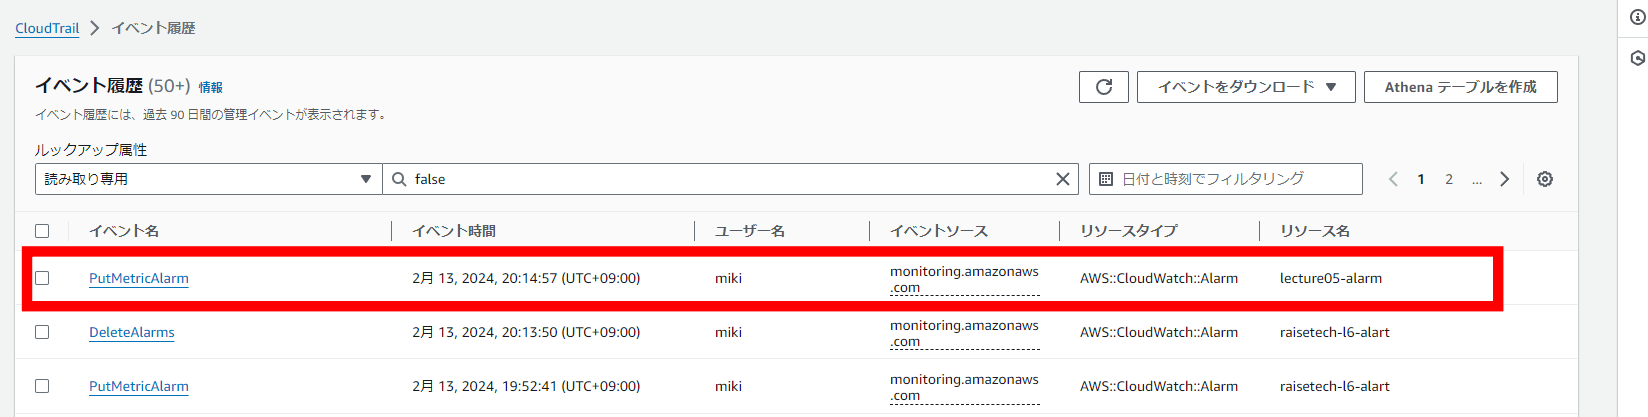 CloudTrail > イベント履歴
イベント履歴 (50+) 情報
イベントをダウンロード
Athena テーブルを作成
イベント履歴には、過去 90 日間の管理イベントが表示されます。
ルックアップ属性
読み取り専用
false
日付と時刻でフィルタリング
1 2 ...
イベント名 イベント時間 ユーザー名 イベントソース リソースタイプ リソース名
PutMetricAlarm 2月 13, 2024, 20:14:57 (UTC+09:00) miki monitoring.amazonaws AWS::CloudWatch::Alarm lecture05-alarm
.com
DeleteAlarms 2月 13, 2024, 20:13:50 (UTC+09:00) miki monitoring.amazonaws AWS::CloudWatch::Alarm raisetech-l6-alart
.com
PutMetricAlarm 2月 13, 2024, 19:52:41 (UTC+09:00) miki monitoring.amazonaws AWS::CloudWatch::Alarm raisetech-l6-alart
.com